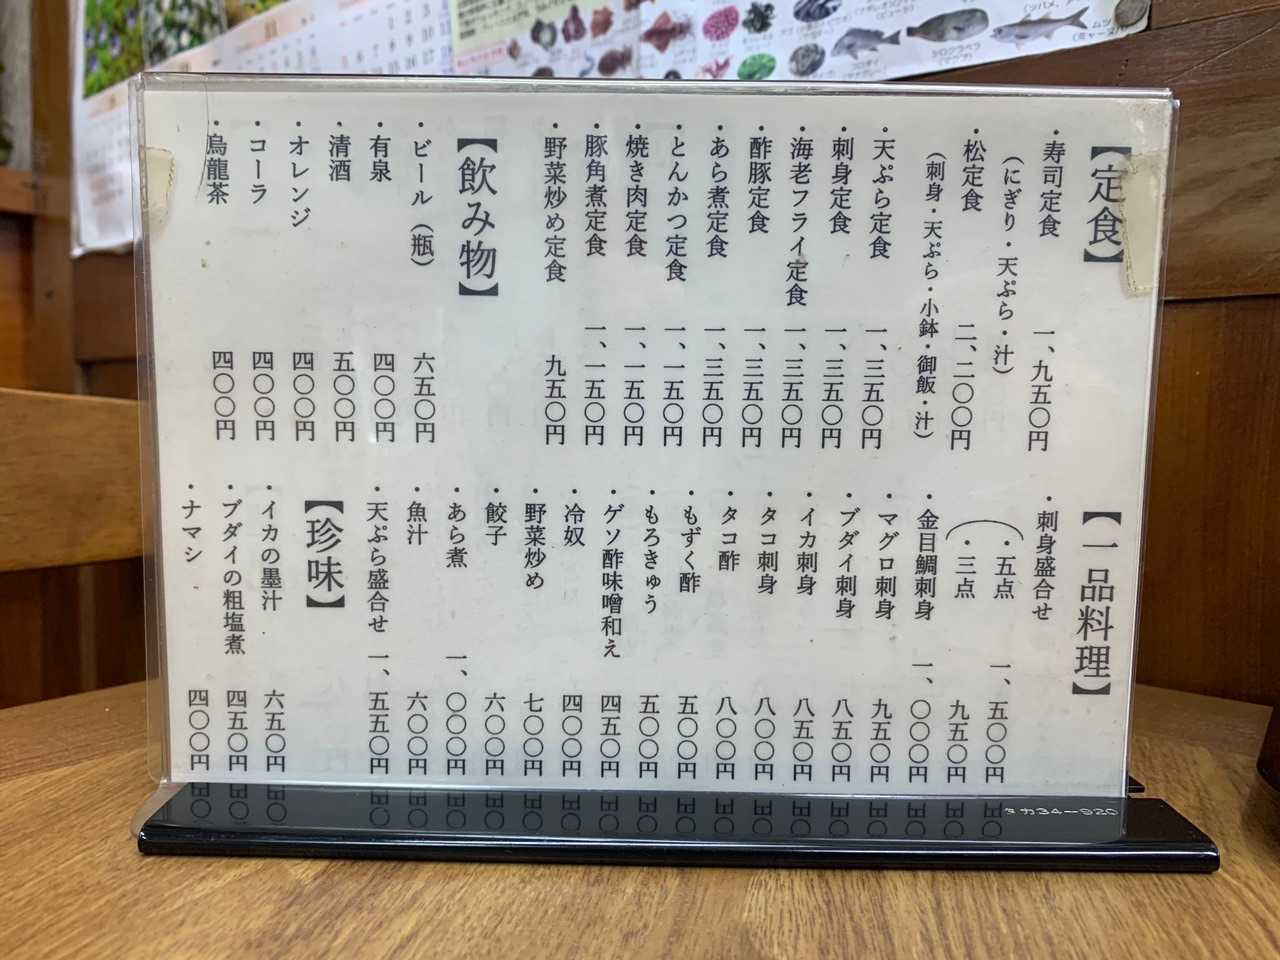 【定食】
・寿司定食　一、九五〇円
（にぎり・天ぷら・汁）
・松定食　二、二〇〇円
（刺身・天ぷら・小鉢・御飯・汁）
・天ぷら定食　一、三五〇円
・刺身定食　一、三五〇円
・海老フライ定食　一、三五〇円
・酢豚定食　一、三五〇円
・あら煮定食　一、三五〇円
・とんかつ定食　一、一五〇円
・焼き肉定食　一、一五〇円
・豚角煮定食　一、一五〇円
・野菜炒め定食　九五〇円
【飲み物】
・ビール（瓶）　六五〇円
・有泉　四〇〇円
・清酒　五〇〇円
・オレンジ　四〇〇円
・コーラ　四〇〇円
・烏龍茶　四〇〇円
【一品料理】
・刺身盛合せ
・五点　一、五〇〇円
・三点　九五〇円
・金目鯛刺身　一、〇〇〇円
・マグロ刺身　九五〇円
・ブダイ刺身　八五〇円
・イカ刺身　八五〇円
・タコ刺身　八〇〇円
・タコ酢　八〇〇円
・もずく酢　五〇〇円
・もろきゅう　五〇〇円
・ゲソ酢味噌和え　四五〇円
・冷奴　四〇〇円
・野菜炒め　七〇〇円
・餃子　六〇〇円
・あら煮　一、〇〇〇円
・魚汁　六〇〇円
・天ぷら盛合せ　一、五五〇円
【珍味】
・イカの墨汁　六五〇円
・ブダイの粗塩煮　四五〇円
・ナマシ　四〇〇円
タカ34-920